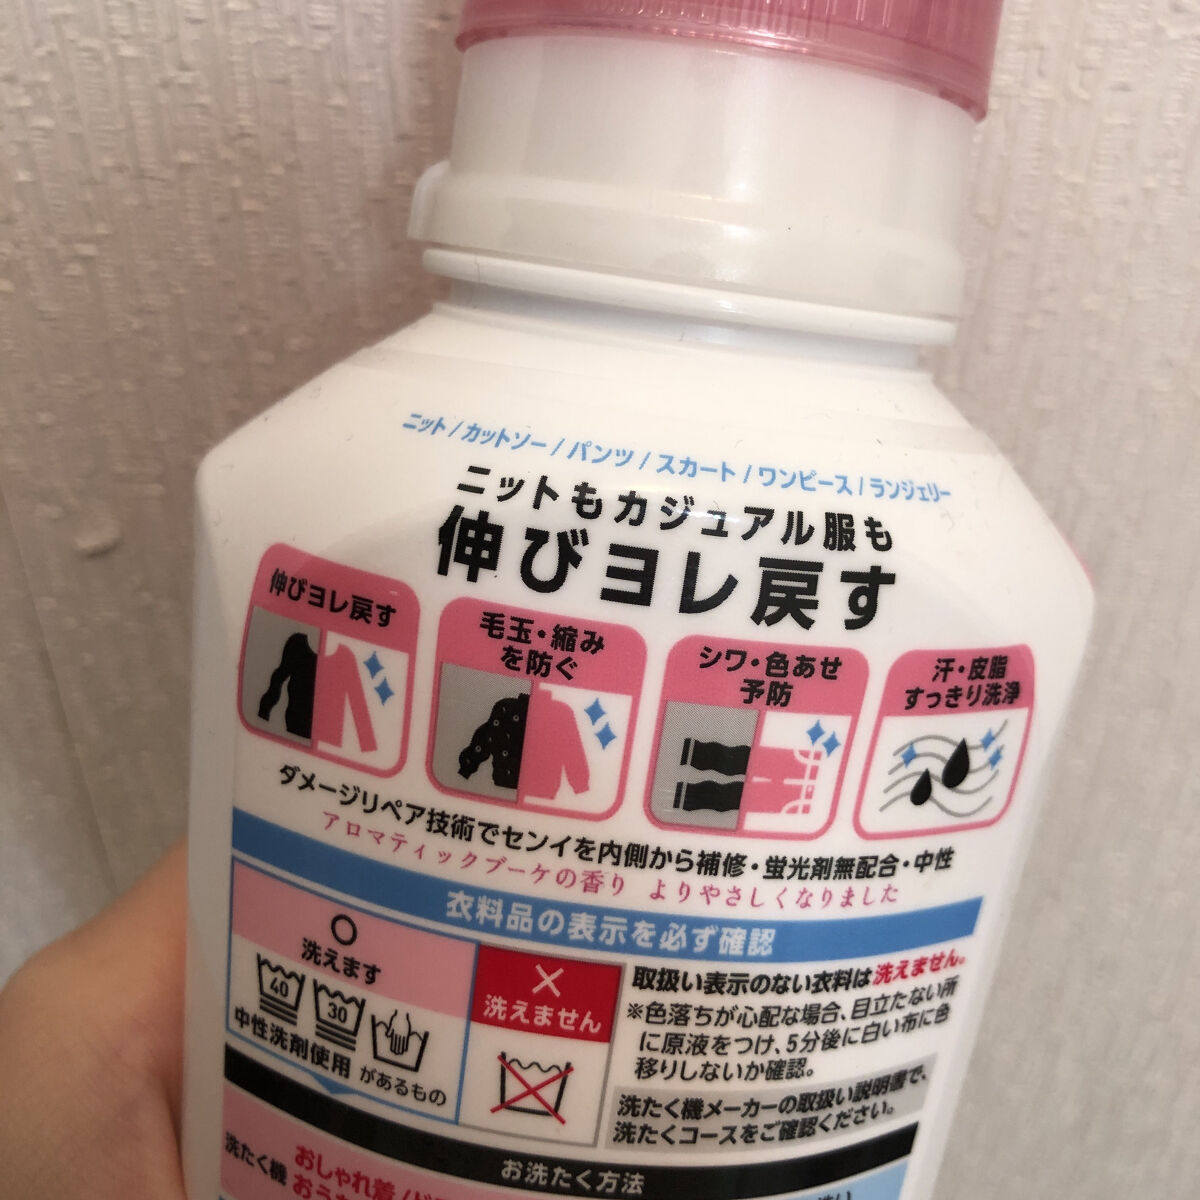 ニット/カットソー/パンツ/スカート/ワンピース/ランジェリー
ニットもカジュアル服も
伸びヨレ戻す
伸びヨレ戻す
毛玉・縮み
を防ぐ
シワ・色あせ
予防
汗・皮脂
すっきり洗浄
ダメージリペア技術でセンイを内側から補修・蛍光剤無配合・中性
アロマティックブーケの香り よりやさしくなりました
衣料品の表示を必ず確認
○
洗えます
40
30
中性洗剤使用 があるもの
×
洗えません
取扱い表示のない衣料は洗えません。
※色落ちが心配な場合、目立たない所
に原液をつけ、5分後に白い布に色
移りしないか確認。
洗たく機メーカーの取扱い説明書で、
洗たくコースをご確認ください。
お洗たく方法
洗たく機
おしゃれ着/ド
おう
洗い